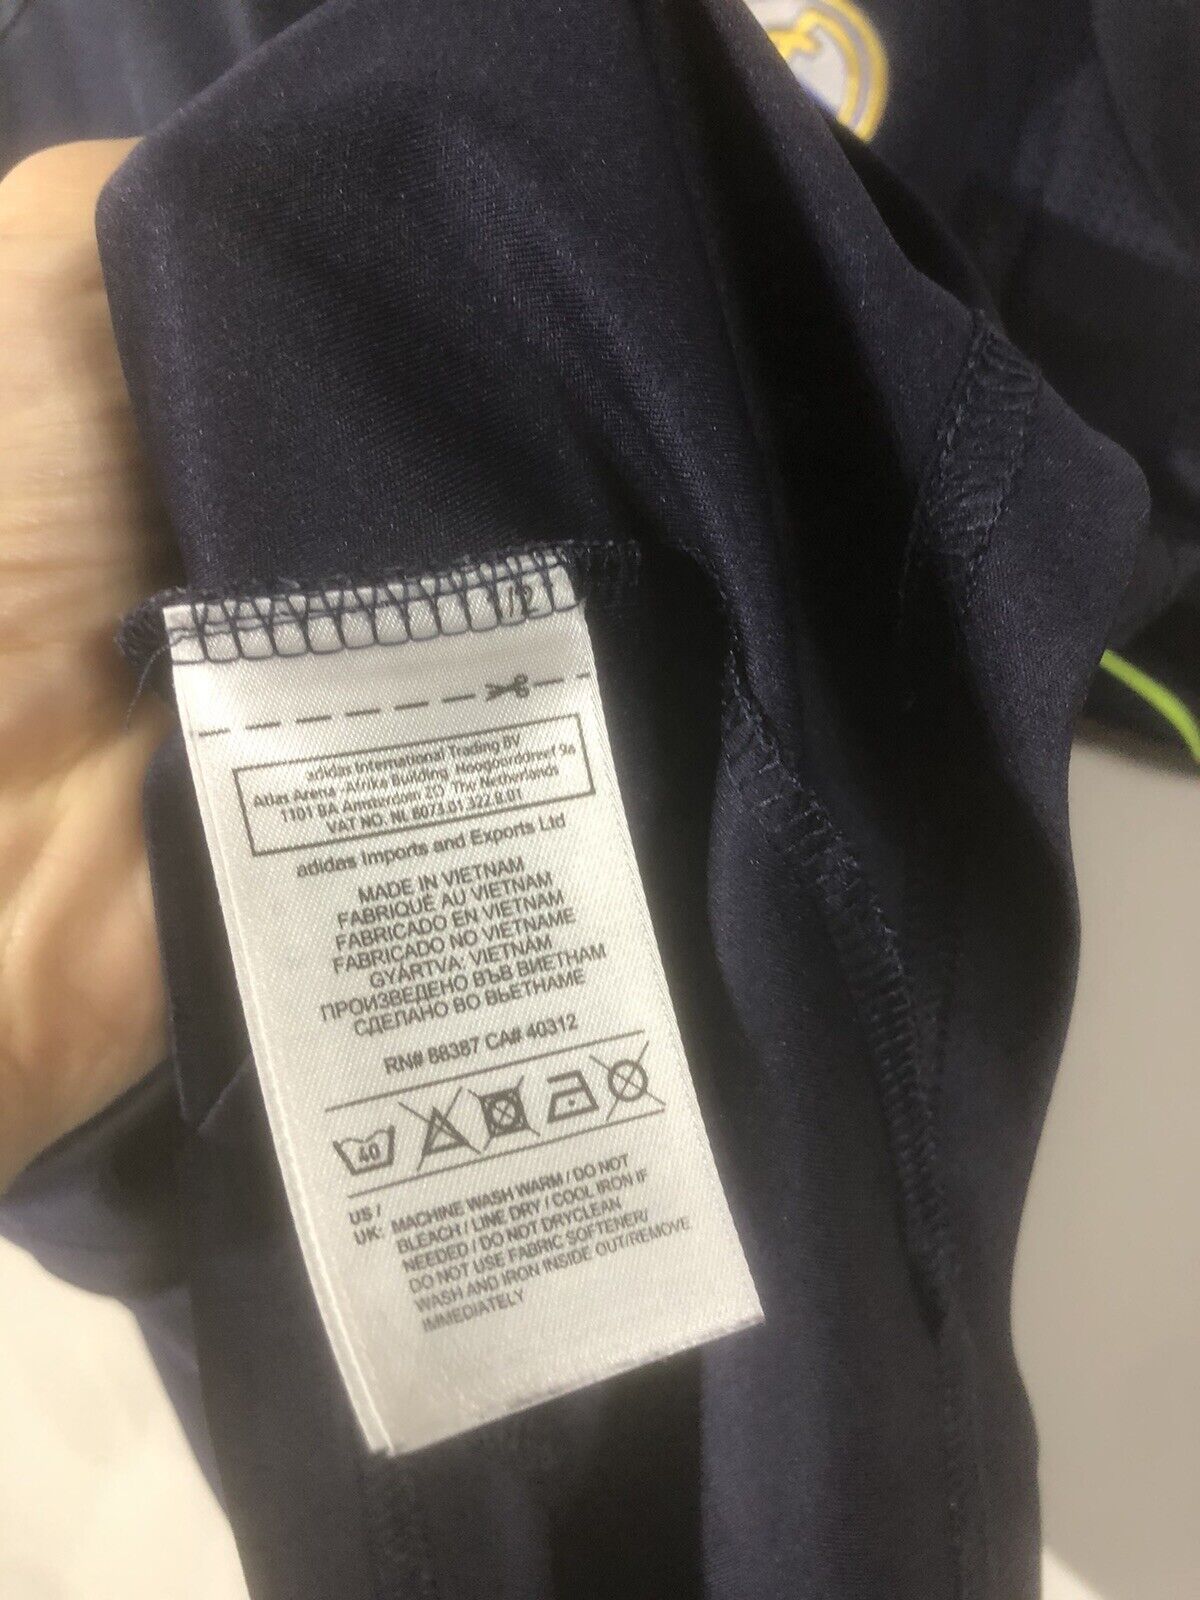 /2
adidas International Trading BV
Atlas Arena -Afrika Building Hoogoorddreef 9a
1101 BA Amsterdam ZO The Netherlands
VAT NO. NL 8073.01 322.B.01
adidas Imports and Exports Ltd
MADE IN VIETNAM
FABRIQUÉ AU VIETNAM
FABRICADO EN VIETNAM
FABRICADO NO VIETNAME
GYÁRTVA: VIETNÁM
ПРОИЗВЕДЕНО ВЪВ ВИЕТНАМ
СДЕЛАНО ВО ВЬЕТНАМЕ
RN# 88387 CA# 40312
40
US /
UK: MACHINE WASH WARM / DO NOT
BLEACH / LINE DRY / COOL IRON IF
NEEDED / DO NOT DRYCLEAN
DO NOT USE FABRIC SOFTENER/
WASH AND IRON INSIDE OUT/REMOVE
IMMEDIATELY